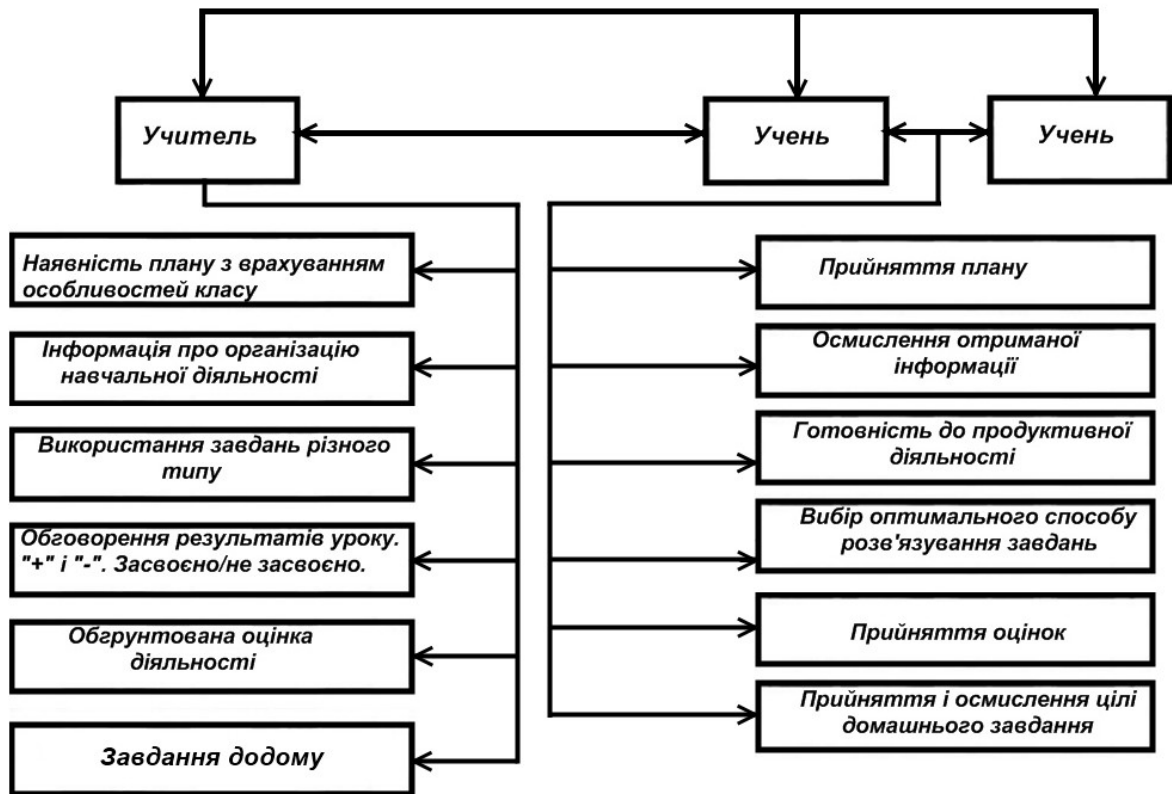 Учитель
Учень
Учень
Наявність плану з врахуванням
особливостей класу
Інформація про організацію
навчальної діяльності
Використання завдань різного
типу
Обговорення результатів уроку.
"+" і "-". Засвоєно/не засвоєно.
Обгрунтована оцінка
діяльності
Завдання додому
Прийняття плану
Осмислення отриманої
інформації
Готовність до продуктивної
діяльності
Вибір оптимального способу
розв'язування завдань
Прийняття оцінок
Прийняття і осмислення цілі
домашнього завдання